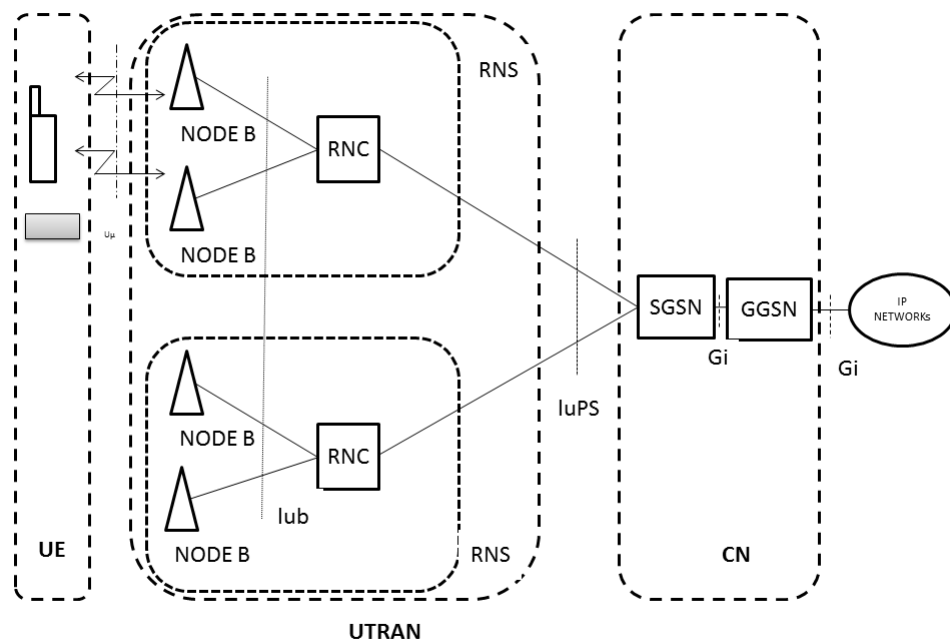 RNS
NODE B
RNC
NODE B
Uμ
SGSN
GGSN
IP
NETWORKs
Gi
Gi
IuPS
NODE B
RNC
Iub
NODE B
RNS
UE
CN
UTRAN